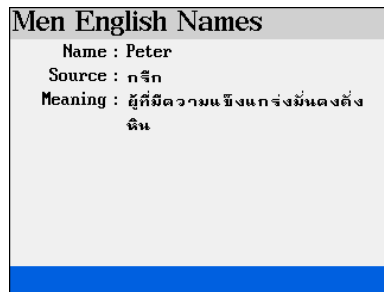 Men English Names
Name : Peter
Source : กรีก
Meaning : ผู้ที่มีความแข็งแกร่งมั่นคงดั่ง
หิน